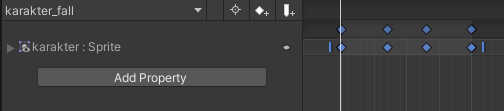 karakter_fall
karakter : Sprite
Add Property